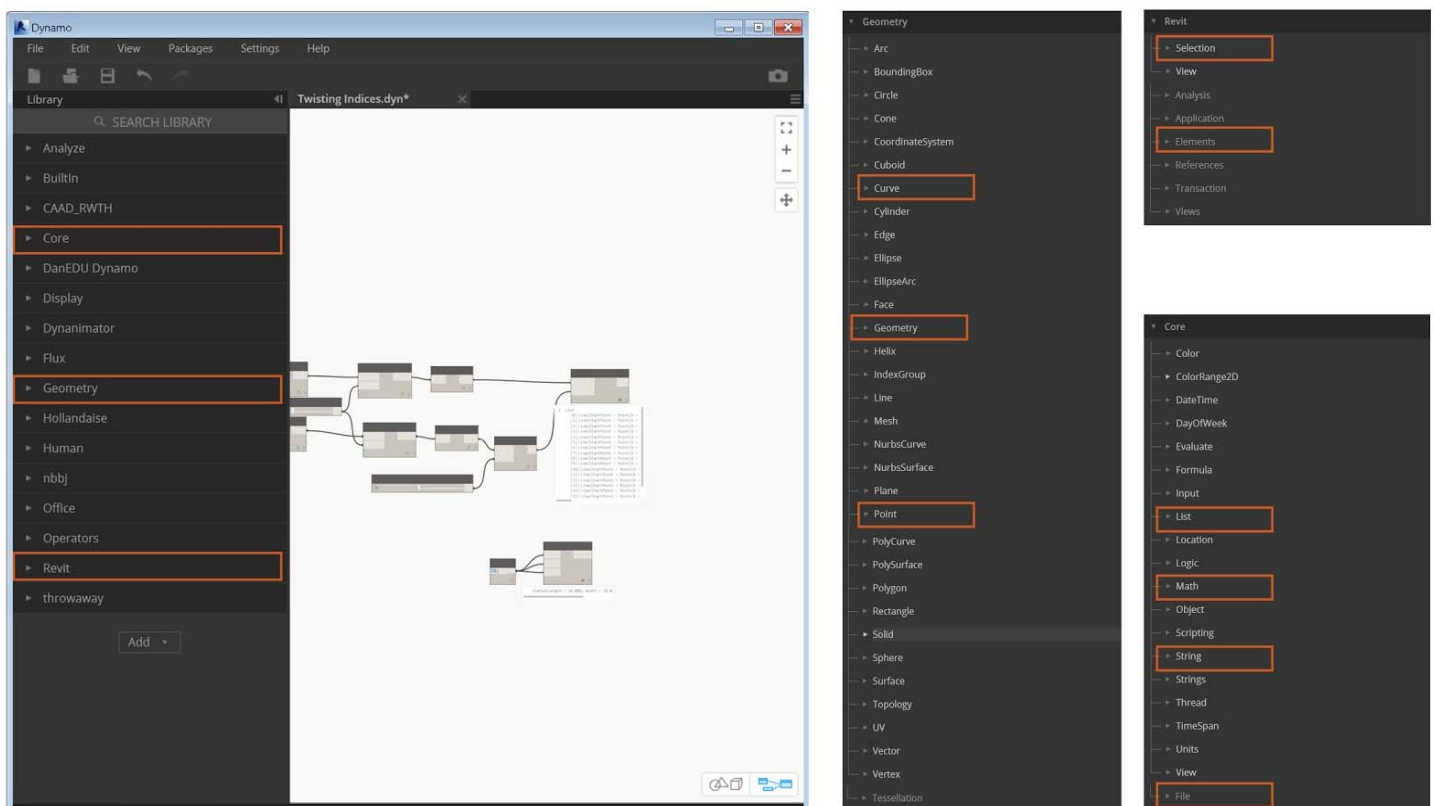 Dynamo
File Edit View Packages Settings Help
Library
Twisting Indices.dyn*
SEARCH LIBRARY
Analyze
BuiltIn
CAAD_RWTH
Core
DanEDU Dynamo
Display
Dynanimator
Flux
Geometry
Hollandaise
Human
nbbj
Office
Operators
Revit
throwaway
Add
Geometry
Arc
BoundingBox
Circle
Cone
CoordinateSystem
Cuboid
Curve
Cylinder
Edge
Ellipse
EllipseArc
Face
Geometry
Helix
IndexGroup
Line
Mesh
NurbsCurve
NurbsSurface
Plane
Point
PolyCurve
PolySurface
Polygon
Rectangle
Solid
Sphere
Surface
Topology
UV
Vector
Vertex
Tessellation
Revit
Selection
View
Analysis
Application
Elements
References
Transaction
Views
Core
Color
ColorRange2D
DateTime
DayOfWeek
Evaluate
Formula
Input
List
Location
Logic
Math
Object
Scripting
String
Strings
Thread
TimeSpan
Units
View
File